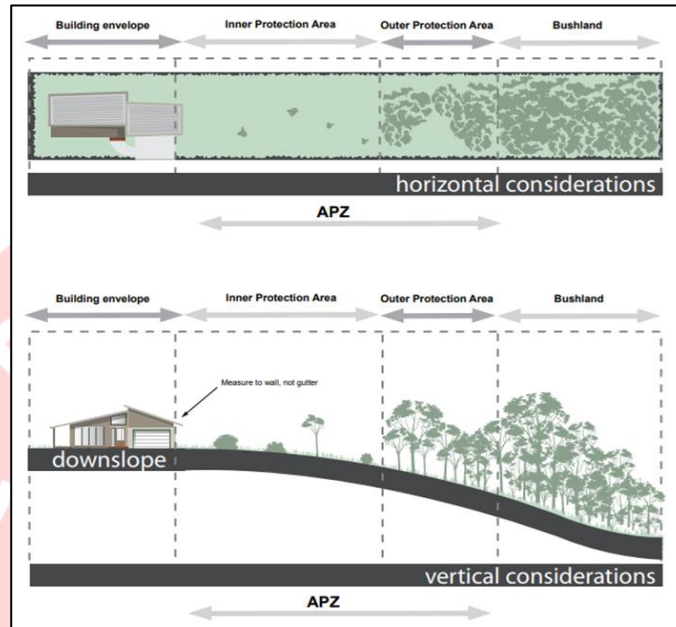 Building envelope Inner Protection Area Outer Protection Area Bushland
horizontal considerations
APZ
Building envelope Inner Protection Area Outer Protection Area Bushland
Measure to wall, not gutter
downslope
vertical considerations
APZ